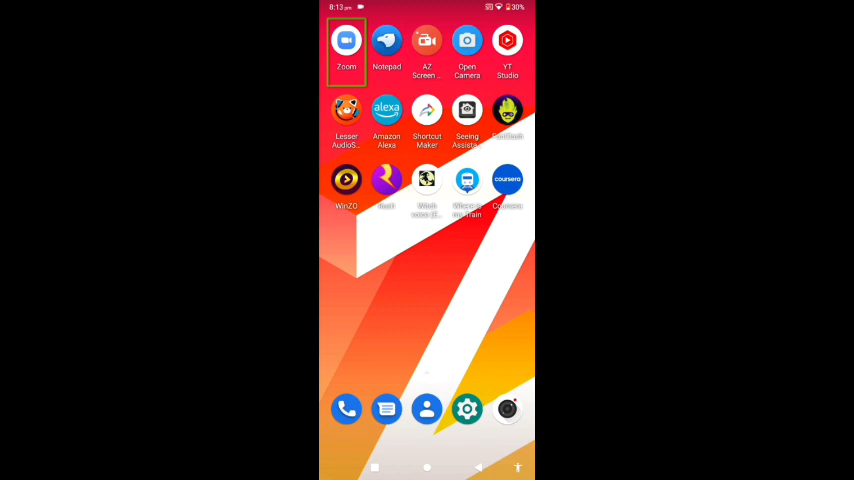 8:13 pm
30%
Zoom
Notepad
AZ Screen ...
Open Camera
YT Studio
alexa
Lesser AudioS...
Amazon Alexa
Shortcut Maker
Seeing Assista...
coursera
WinZO
Where is my Train
Coursera